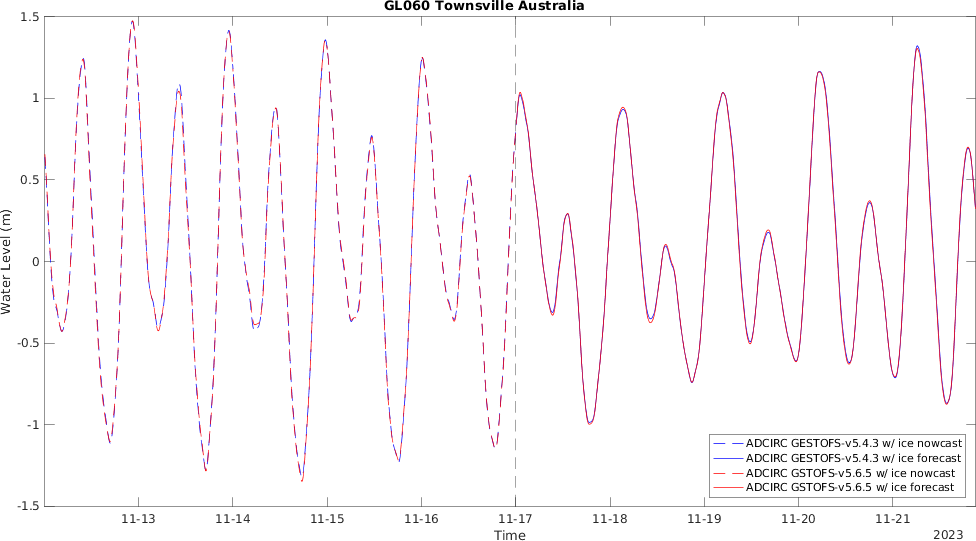 GL060 Townsville Australia
1.5
1
0.5
0
-0.5
-1
-1.5
Water Level (m)
ADCIRC GESTOFS-v5.4.3 w/ ice nowcast
ADCIRC GESTOFS-v5.4.3 w/ ice forecast
ADCIRC GSTOFS-v5.6.5 w/ ice nowcast
ADCIRC GSTOFS-v5.6.5 w/ ice forecast
11-13 11-14 11-15 11-16 11-17 11-18 11-19 11-20 11-21
Time
2023